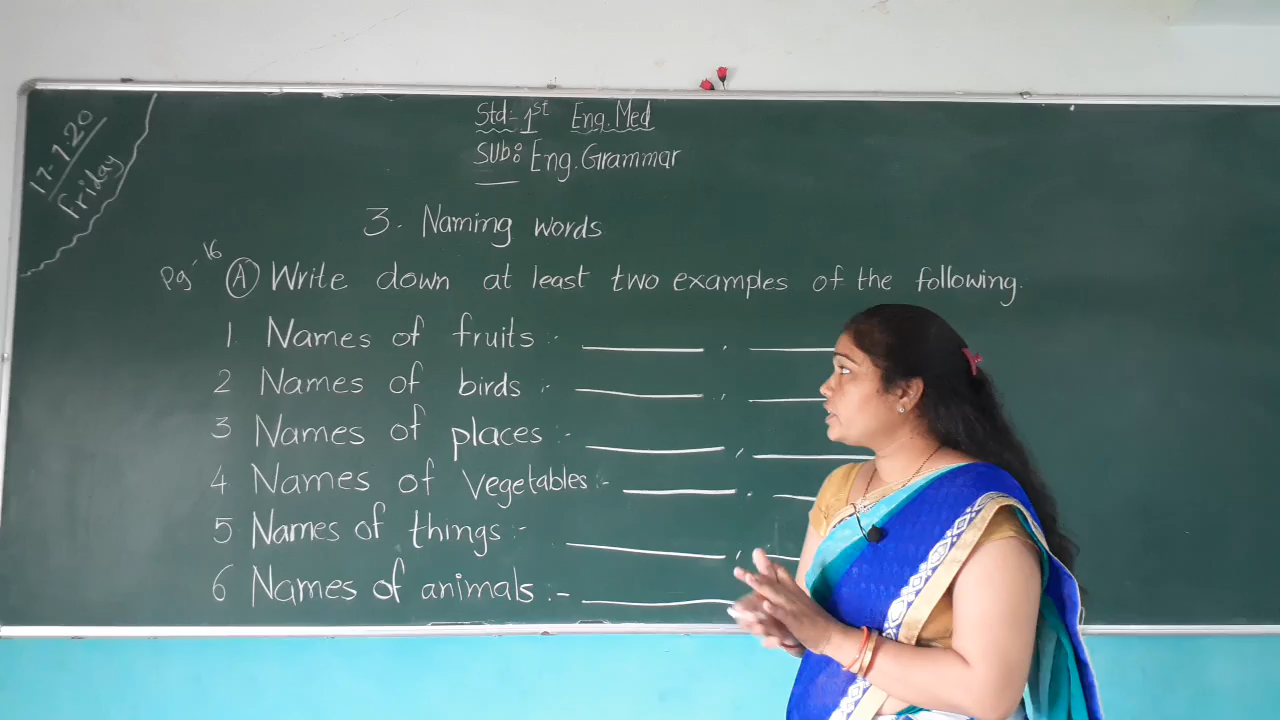 17-7-20
Friday
Std-1st Eng.Med
Sub: Eng.Grammar
3. Naming words
Pg-16 (A) Write down at least two examples of the following.
1. Names of fruits :- ______ , ______
2 Names of birds :- ______ , ______
3 Names of places :- ______ , ______
4 Names of vegetables :- ______ , ______
5 Names of things :- ______ , ______
6 Names of animals :- ______